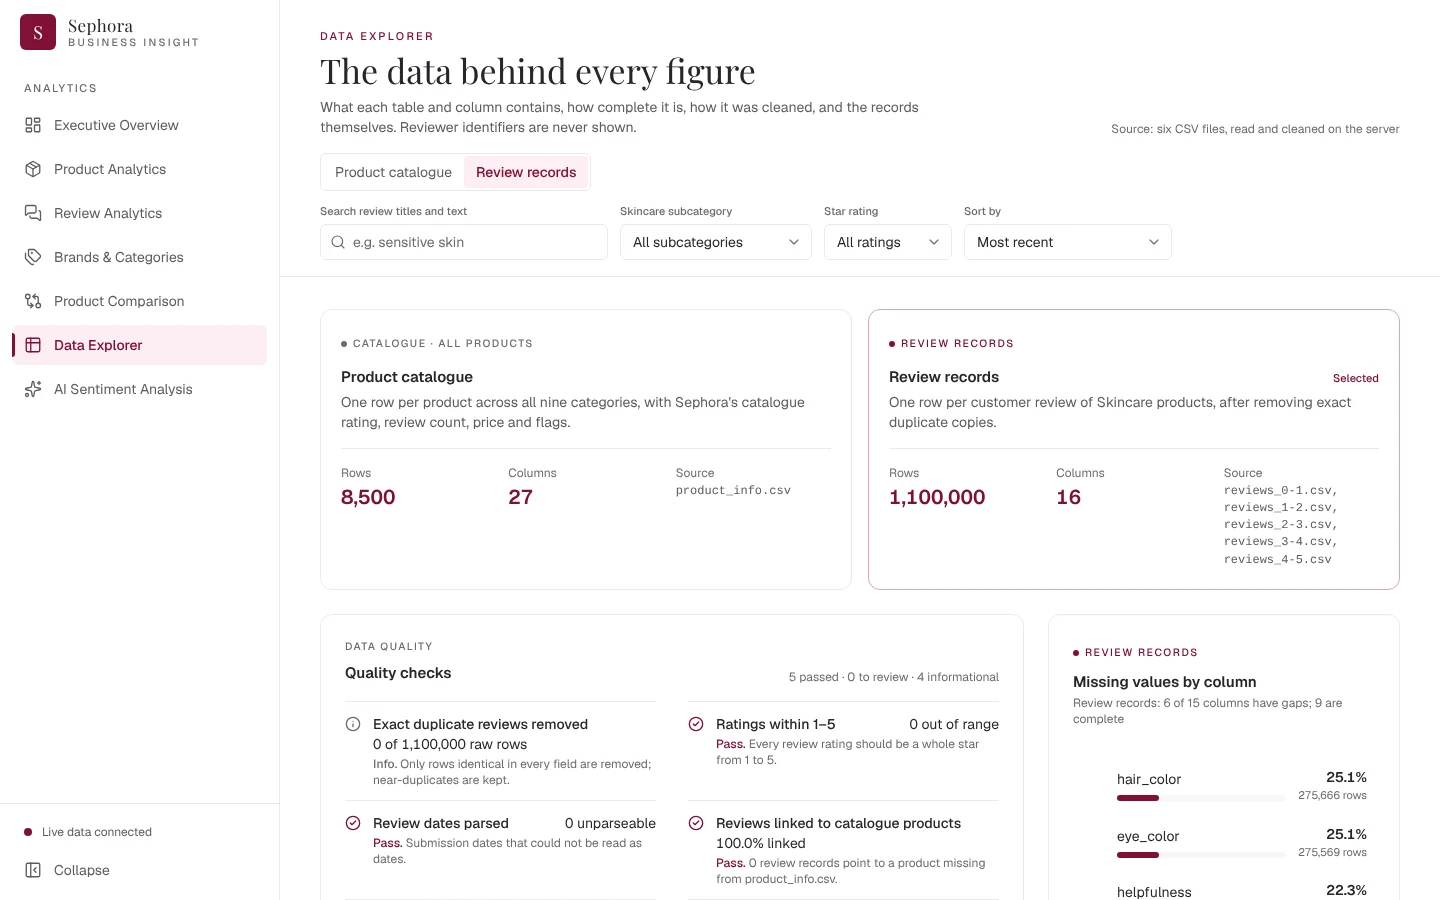 S
Sephora
BUSINESS INSIGHT
ANALYTICS
Executive Overview
Product Analytics
Review Analytics
Brands & Categories
Product Comparison
Data Explorer
AI Sentiment Analysis
Live data connected
Collapse
DATA EXPLORER
The data behind every figure
What each table and column contains, how complete it is, how it was cleaned, and the records
themselves. Reviewer identifiers are never shown.
Source: six CSV files, read and cleaned on the server
Product catalogue
Review records
Search review titles and text
Skincare subcategory
Star rating
Sort by
e.g. sensitive skin
All subcategories
All ratings
Most recent
CATALOGUE · ALL PRODUCTS
Product catalogue
One row per product across all nine categories, with Sephora's catalogue
rating, review count, price and flags.
Rows
Columns
Source
8,500
27
product_info.csv
REVIEW RECORDS
Review records
Selected
One row per customer review of Skincare products, after removing exact
duplicate copies.
Rows
Columns
Source
1,100,000
16
reviews_0-1.csv,
reviews_1-2.csv,
reviews_2-3.csv,
reviews_3-4.csv,
reviews_4-5.csv
DATA QUALITY
Quality checks
5 passed · 0 to review · 4 informational
Exact duplicate reviews removed
0 of 1,100,000 raw rows
Info. Only rows identical in every field are removed;
near-duplicates are kept.
Ratings within 1–5
0 out of range
Pass. Every review rating should be a whole star
from 1 to 5.
Review dates parsed
0 unparseable
Pass. Submission dates that could not be read as
dates.
Reviews linked to catalogue products
100.0% linked
Pass. 0 review records point to a product missing
from product_info.csv.
REVIEW RECORDS
Missing values by column
Review records: 6 of 15 columns have gaps; 9 are
complete
hair_color
25.1%
275,666 rows
eye_color
25.1%
275,569 rows
helpfulness
22.3%